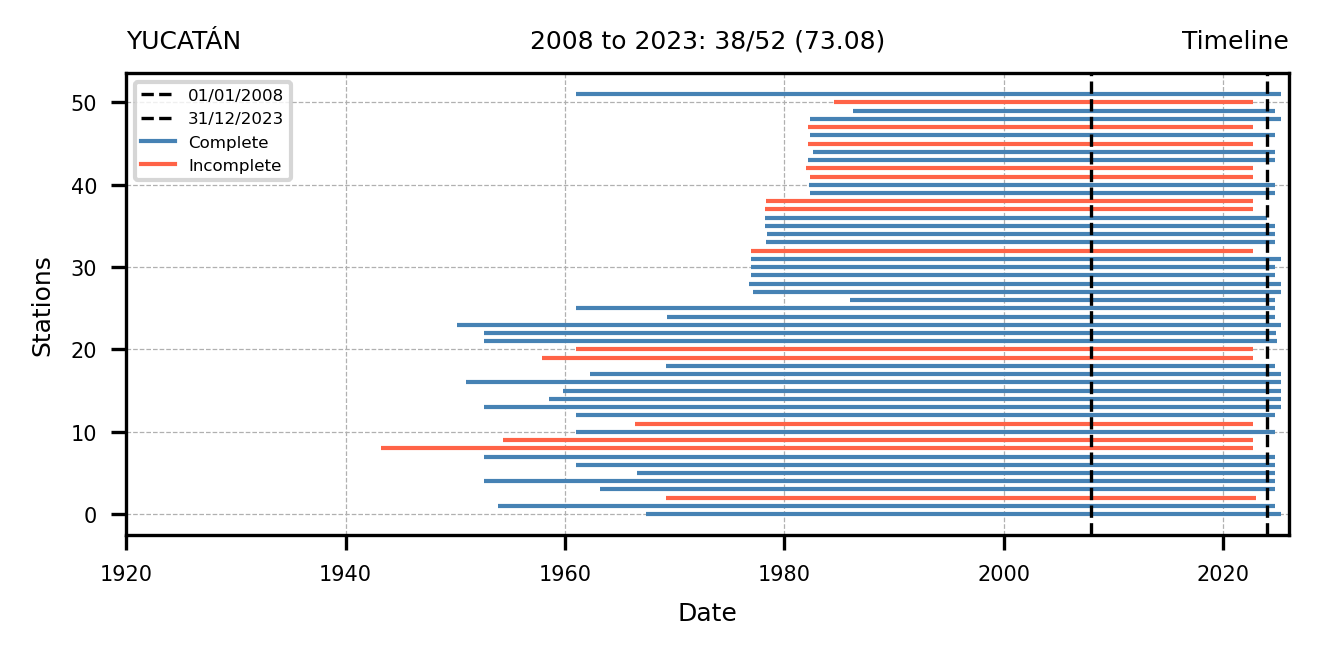 YUCATÁN
2008 to 2023: 38/52 (73.08)
Timeline
01/01/2008
31/12/2023
Complete
Incomplete
50
40
30
20
10
0
Stations
1920 1940 1960 1980 2000 2020
Date